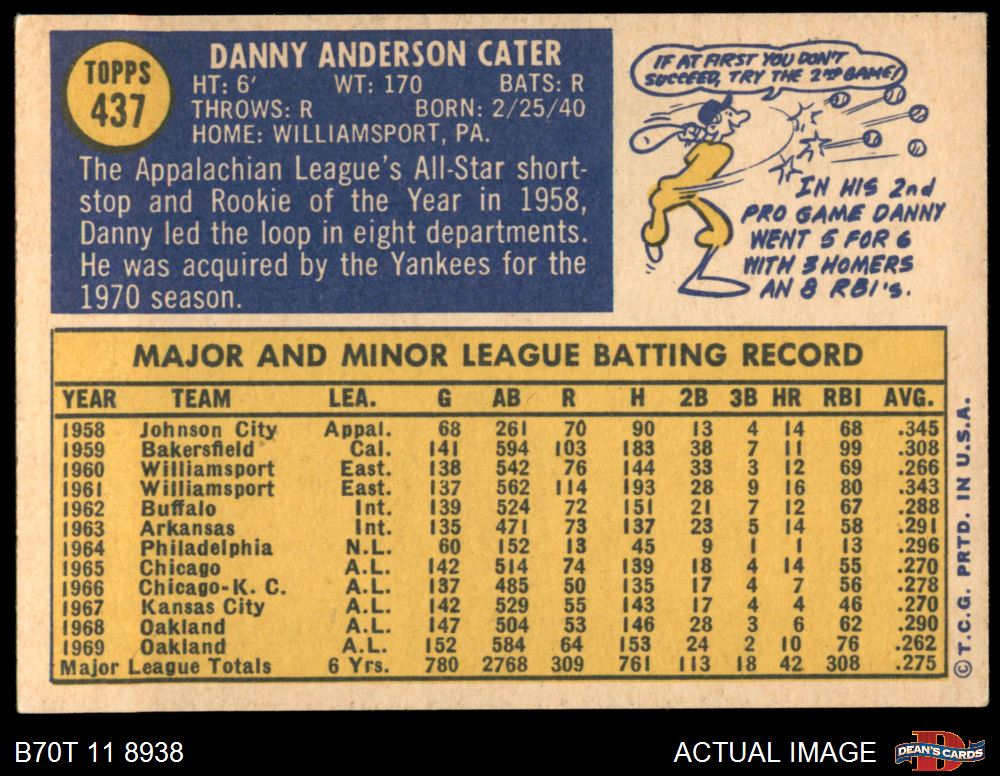 TOPPS
437
DANNY ANDERSON CATER
HT: 6' WT: 170 BATS: R
THROWS: R BORN: 2/25/40
HOME: WILLIAMSPORT, PA.
The Appalachian League's All-Star short-
stop and Rookie of the Year in 1958,
Danny led the loop in eight departments.
He was acquired by the Yankees for the
1970 season.
IF AT FIRST YOU DON'T
SUCCEED, TRY THE 2ND GAME!
IN HIS 2nd
PRO GAME DANNY
WENT 5 FOR 6
WITH 3 HOMERS
AN 8 RBI's.
MAJOR AND MINOR LEAGUE BATTING RECORD
YEAR TEAM LEA. G AB R H 2B 3B HR RBI AVG.
1958 Johnson City Appal. 68 261 70 90 13 4 14 68 .345
1959 Bakersfield Cal. 141 594 103 183 38 7 11 99 .308
1960 Williamsport East. 138 542 76 144 33 3 12 69 .266
1961 Williamsport East. 137 562 114 193 28 9 16 80 .343
1962 Buffalo Int. 139 524 72 151 21 7 12 67 .288
1963 Arkansas Int. 135 471 73 137 23 5 14 58 .291
1964 Philadelphia N.L. 60 152 13 45 9 1 1 13 .296
1965 Chicago A.L. 142 514 74 139 18 4 14 55 .270
1966 Chicago-K. C. A.L. 137 485 50 135 17 4 7 56 .278
1967 Kansas City A.L. 142 529 55 143 17 4 4 46 .270
1968 Oakland A.L. 147 504 53 146 28 3 6 62 .290
1969 Oakland A.L. 152 584 64 153 24 2 10 76 .262
Major League Totals 6 Yrs. 780 2768 309 761 113 18 42 308 .275
© T.C.G. PRTD. IN U.S.A.
B70T 11 8938
ACTUAL IMAGE
D
DEAN'S CARDS